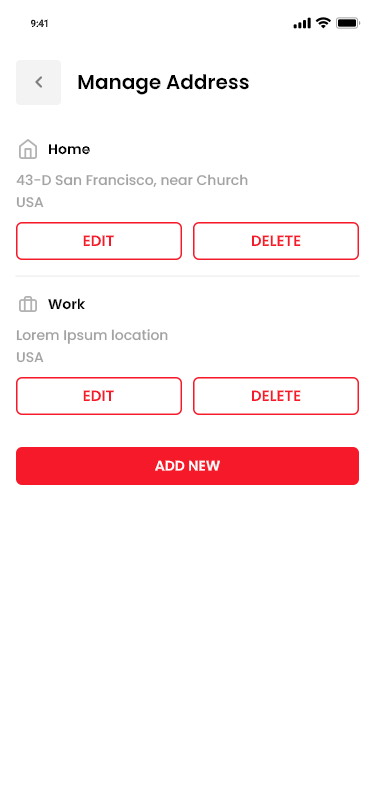 9:41
Manage Address
Home
43-D San Francisco, near Church
USA
EDIT
DELETE
Work
Lorem Ipsum location
USA
EDIT
DELETE
ADD NEW